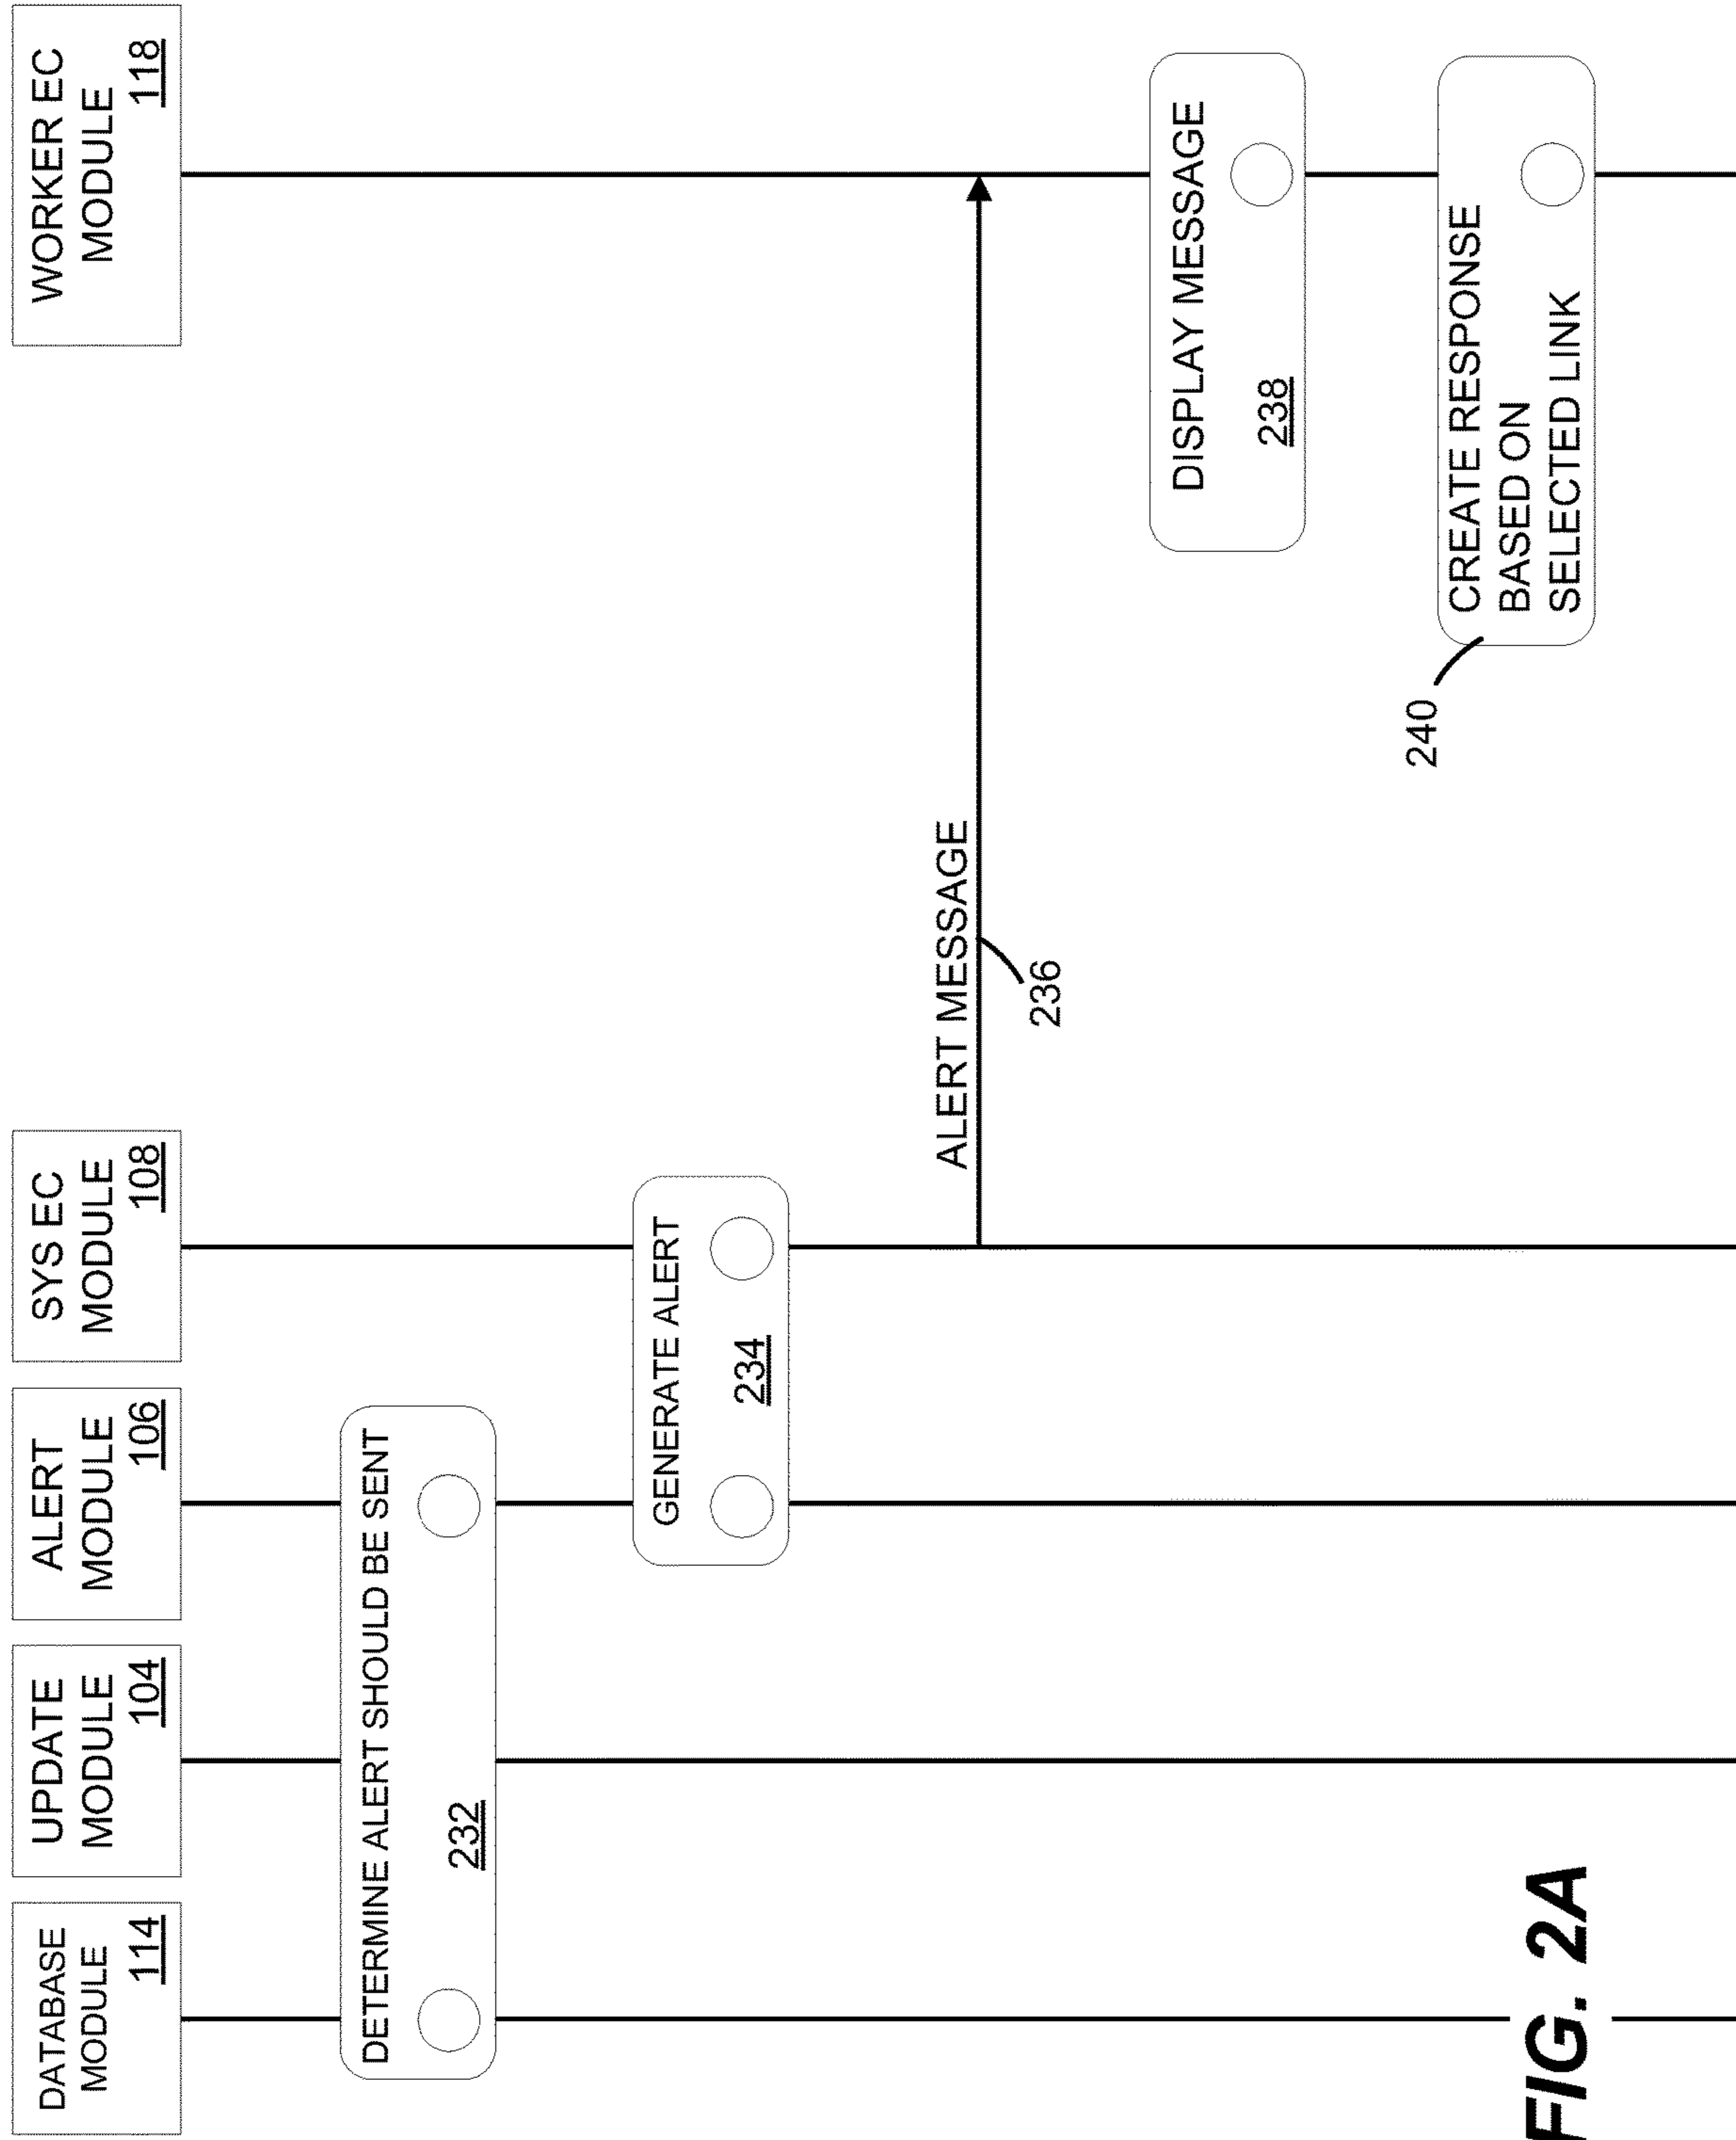 DATABASE
MODULE
114
UPDATE
MODULE
104
ALERT
MODULE
106
SYS EC
MODULE
108
WORKER EC
MODULE
118
DETERMINE ALERT SHOULD BE SENT
232
GENERATE ALERT
234
ALERT MESSAGE
236
DISPLAY MESSAGE
238
240
CREATE RESPONSE
BASED ON
SELECTED LINK
FIG. 2A